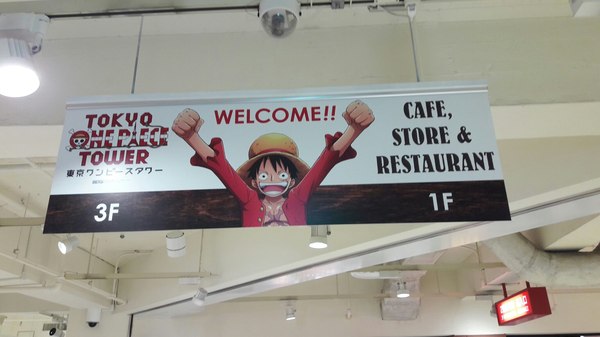 TOKYO
ONE PIECE
TOWER
東京ワンピースタワー
3F
WELCOME!!
CAFE,
STORE &
RESTAURANT
1F